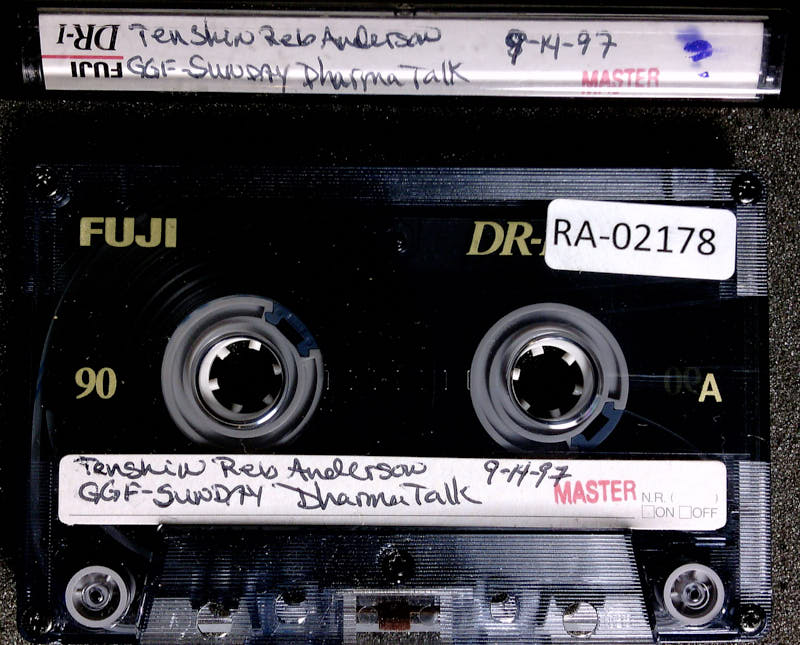 DR-I Tenshin Reb Anderson 9-14-97
FUJI GGF-SUNDAY Dharma Talk MASTER
FUJI DR- RA-02178
90 A
Tenshin Reb Anderson 9-14-97
GGF-SUNDAY Dharma Talk MASTER N.R. ( )
ON OFF